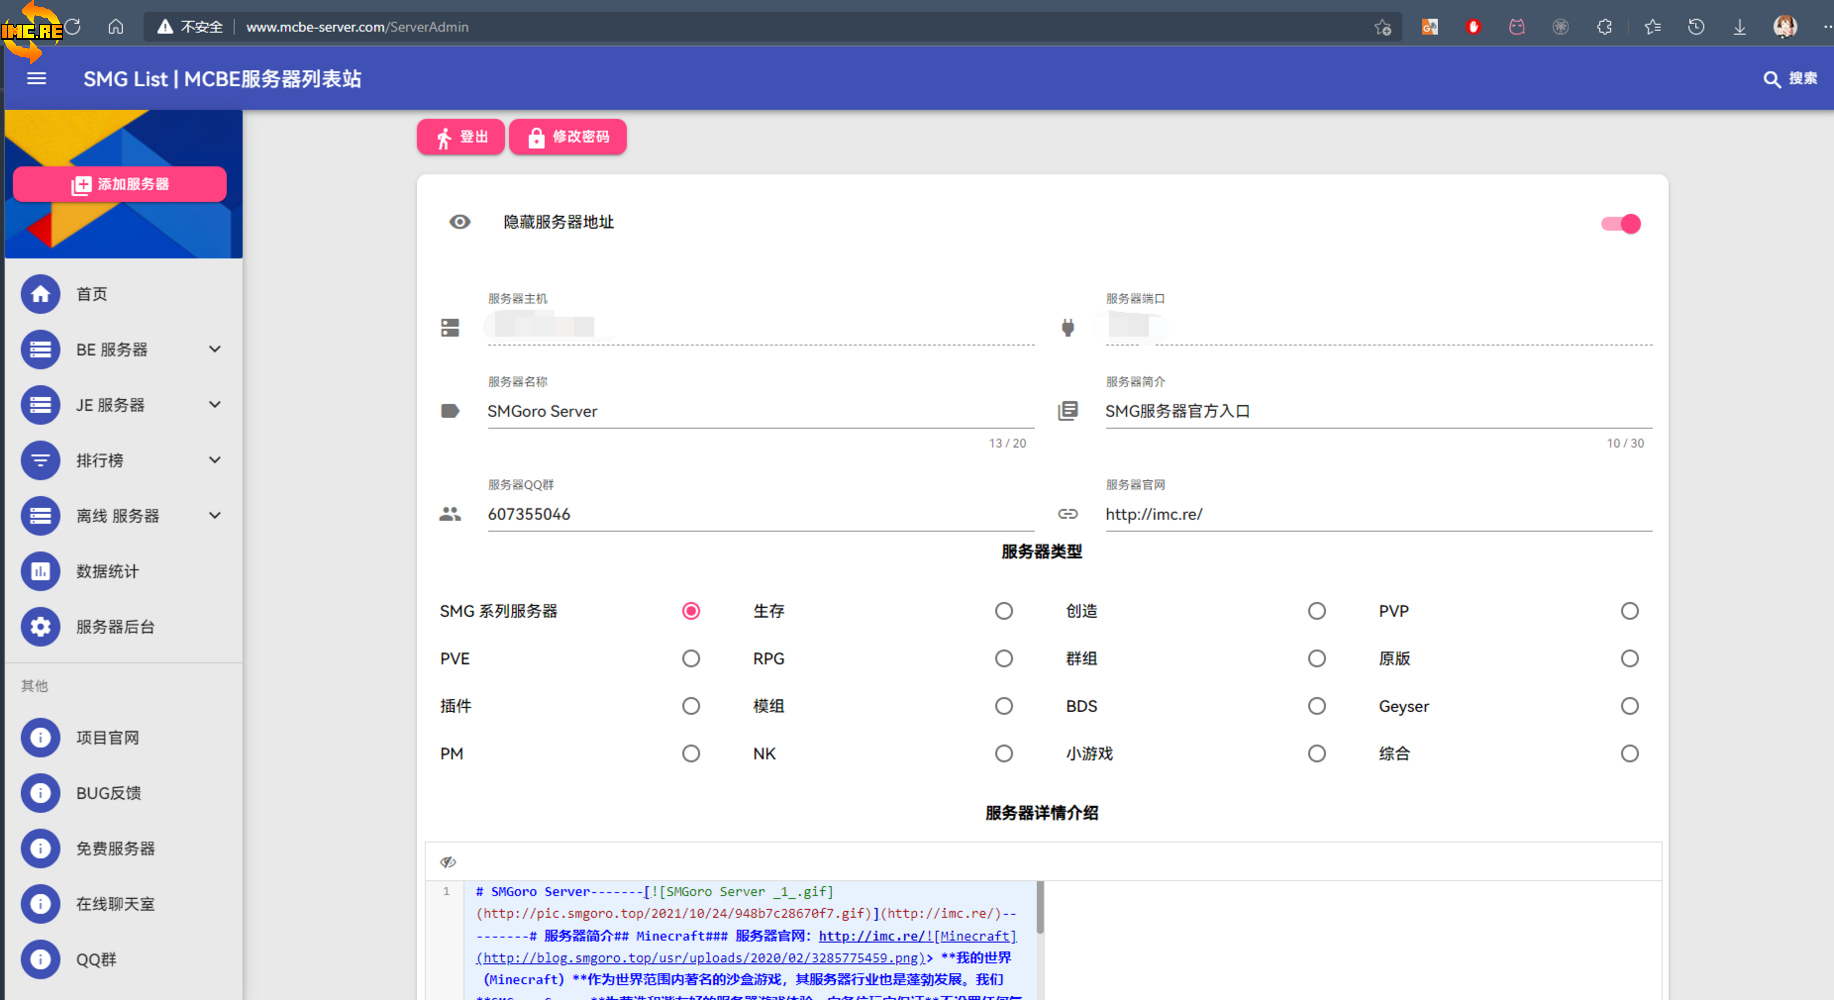 IMC.RE
不安全 www.mcbe-server.com/ServerAdmin
SMG List | MCBE服务器列表站
搜索
登出
修改密码
添加服务器
隐藏服务器地址
首页
BE 服务器
JE 服务器
排行榜
离线 服务器
数据统计
服务器后台
其他
项目官网
BUG反馈
免费服务器
在线聊天室
QQ群
服务器主机
服务器端口
服务器名称
服务器简介
SMGoro Server
SMG服务器官方入口
13 / 20
10 / 30
服务器QQ群
服务器官网
607355046
http://imc.re/
服务器类型
SMG 系列服务器 生存 创造 PVP
PVE RPG 群组 原版
插件 模组 BDS Geyser
PM NK 小游戏 综合
服务器详情介绍
1
# SMGoro Server-------[![SMGoro Server _1_.gif]
(http://pic.smgoro.top/2021/10/24/948b7c28670f7.gif)](http://imc.re/)--
--------# 服务器简介## Minecraft### 服务器官网：http://imc.re/![Minecraft]
(http://blog.smgoro.top/usr/uploads/2020/02/3285775459.png)> **我的世界
（Minecraft）**作为世界范围内著名的沙盒游戏，其服务器行业也是蓬勃发展。我们